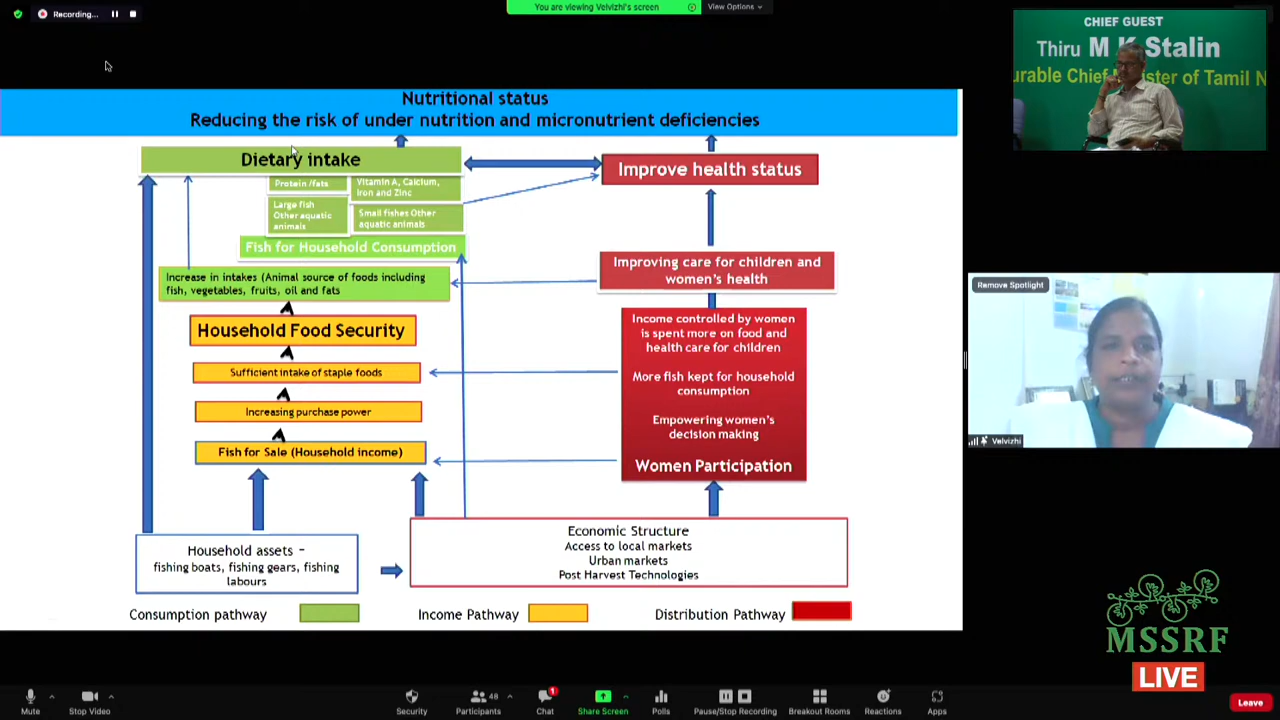 Recording...
You are viewing Velvizhi's screen
View Options
CHIEF GUEST
Thiru M K Stalin
urable Chief Minister of Tamil N
Nutritional status
Reducing the risk of under nutrition and micronutrient deficiencies
Dietary intake
Improve health status
Protein /fats
Vitamin A, Calcium,
Iron and Zinc
Large fish
Other aquatic
animals
Small fishes Other
aquatic animals
Fish for Household Consumption
Increase in intakes (Animal source of foods including
fish, vegetables, fruits, oil and fats
Improving care for children and
women's health
Household Food Security
Sufficient intake of staple foods
Increasing purchase power
Fish for Sale (Household income)
Income controlled by women
is spent more on food and
health care for children
More fish kept for household
consumption
Empowering women's
decision making
Women Participation
Household assets –
fishing boats, fishing gears, fishing
labours
Economic Structure
Access to local markets
Urban markets
Post Harvest Technologies
Consumption pathway
Income Pathway
Distribution Pathway
Remove Spotlight
Velvizhi
MSSRF
LIVE
Mute
Stop Video
Security
48
Participants
1
Chat
Share Screen
Polls
Pause/Stop Recording
Breakout Rooms
Reactions
Apps
Leave